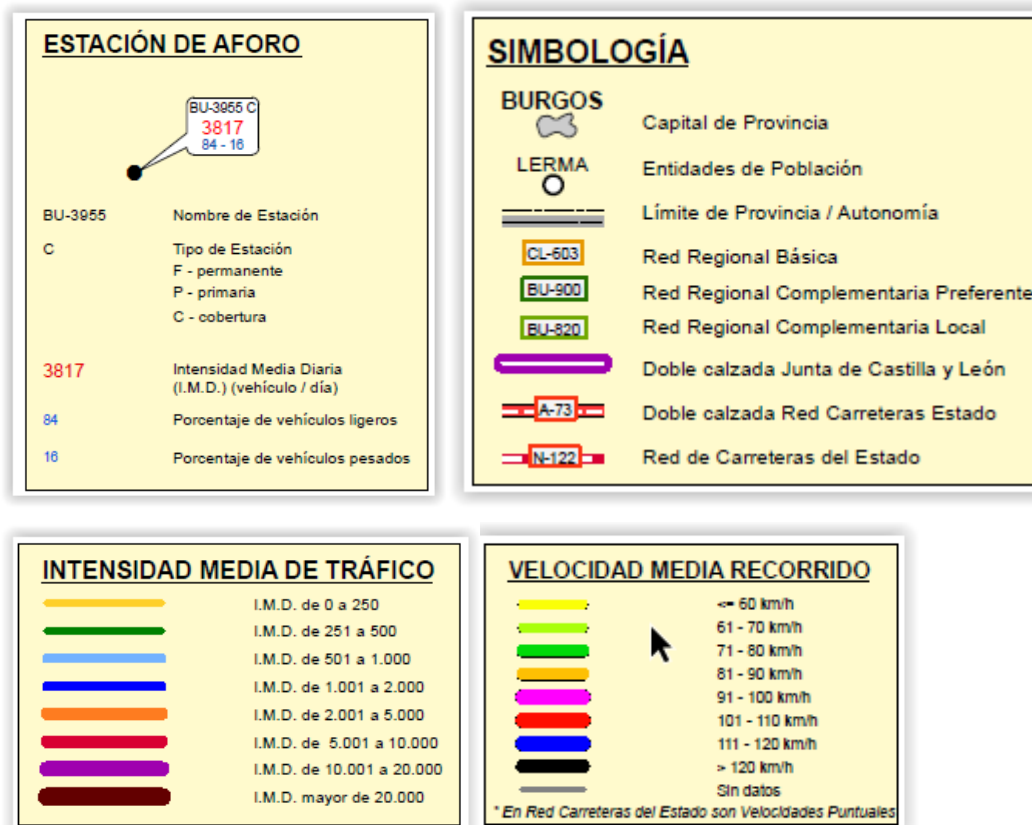 ESTACIÓN DE AFORO
BU-3955 C
3817
84 - 16
BU-3955 Nombre de Estación
C Tipo de Estación
F - permanente
P - primaria
C - cobertura
3817 Intensidad Media Diaria
(I.M.D.) (vehículo / día)
84 Porcentaje de vehículos ligeros
16 Porcentaje de vehículos pesados
SIMBOLOGÍA
BURGOS
Capital de Provincia
LERMA
Entidades de Población
Límite de Provincia / Autonomía
CL-603 Red Regional Básica
BU-900 Red Regional Complementaria Preferente
BU-820 Red Regional Complementaria Local
Doble calzada Junta de Castilla y León
A-73 Doble calzada Red Carreteras Estado
N-122 Red de Carreteras del Estado
INTENSIDAD MEDIA DE TRÁFICO
I.M.D. de 0 a 250
I.M.D. de 251 a 500
I.M.D. de 501 a 1.000
I.M.D. de 1.001 a 2.000
I.M.D. de 2.001 a 5.000
I.M.D. de 5.001 a 10.000
I.M.D. de 10.001 a 20.000
I.M.D. mayor de 20.000
VELOCIDAD MEDIA RECORRIDO
<= 60 km/h
61 - 70 km/h
71 - 80 km/h
81 - 90 km/h
91 - 100 km/h
101 - 110 km/h
111 - 120 km/h
> 120 km/h
Sin datos
* En Red Carreteras del Estado son Velocidades Puntuales